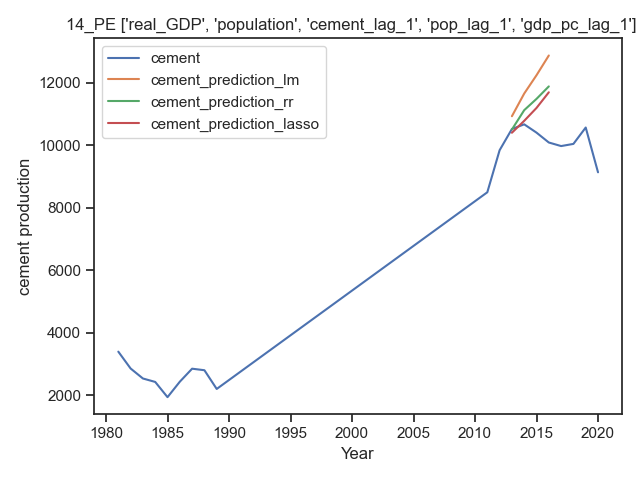 14_PE ['real_GDP', 'population', 'cement_lag_1', 'pop_lag_1', 'gdp_pc_lag_1']
cement
cement_prediction_lm
cement_prediction_rr
cement_prediction_lasso
12000
10000
8000
6000
4000
2000
cement production
1980 1985 1990 1995 2000 2005 2010 2015 2020
Year